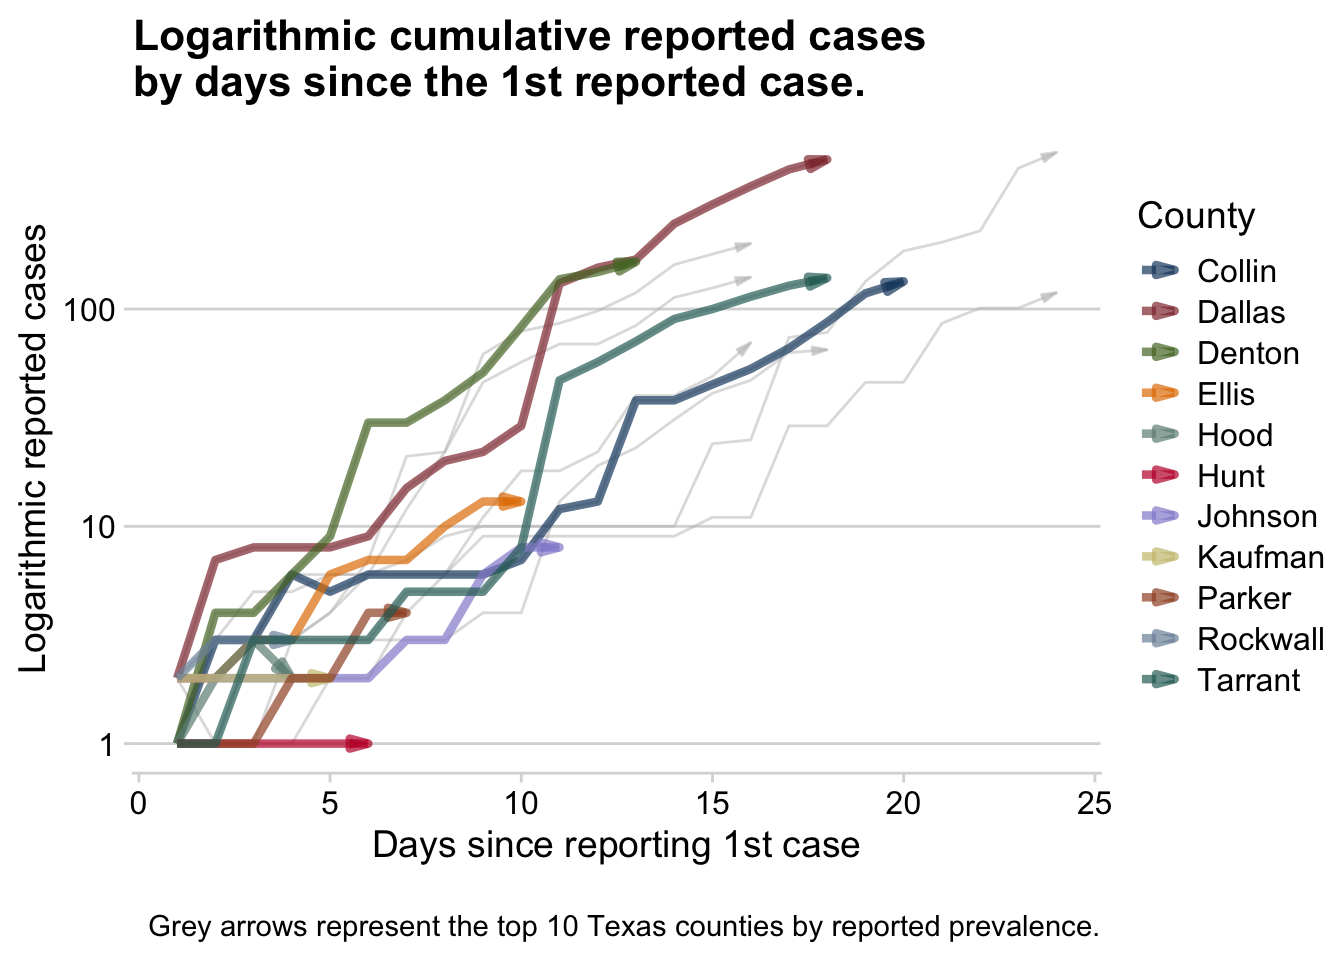 Logarithmic cumulative reported cases
by days since the 1st reported case.
Logarithmic reported cases
100
10
1
0 5 10 15 20 25
Days since reporting 1st case
County
Collin
Dallas
Denton
Ellis
Hood
Hunt
Johnson
Kaufman
Parker
Rockwall
Tarrant
Grey arrows represent the top 10 Texas counties by reported prevalence.